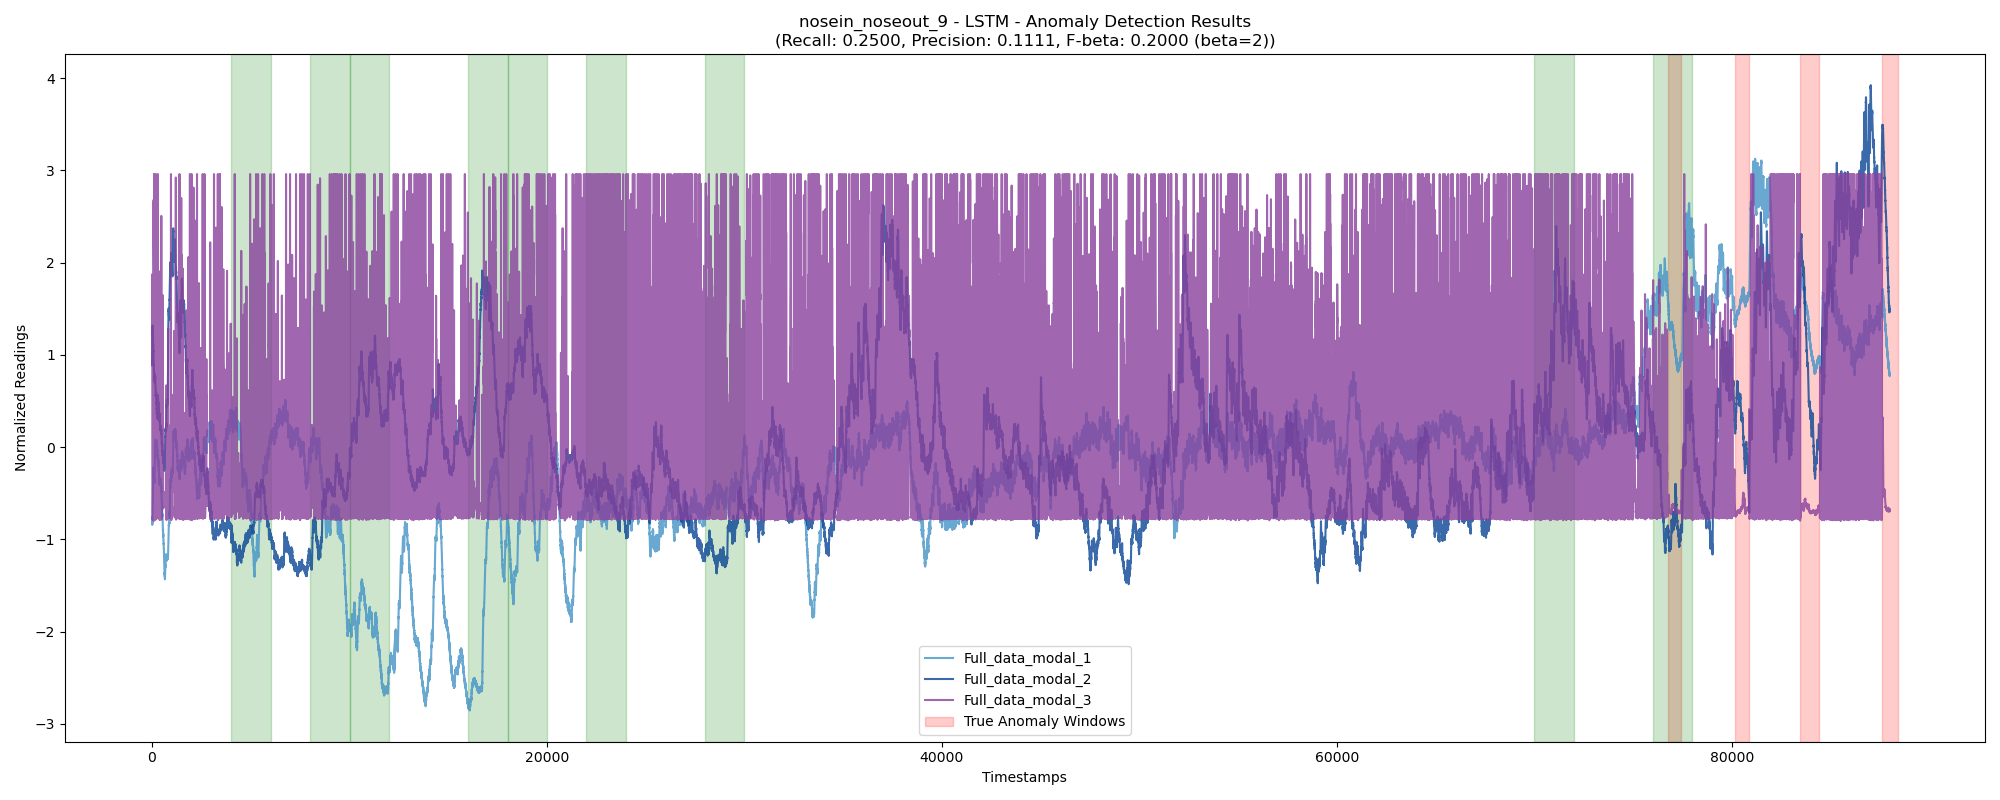 nosein_noseout_9 - LSTM - Anomaly Detection Results
(Recall: 0.2500, Precision: 0.1111, F-beta: 0.2000 (beta=2))
4
3
2
1
0
−1
−2
−3
Normalized Readings
Full_data_modal_1
Full_data_modal_2
Full_data_modal_3
True Anomaly Windows
0
20000
40000
60000
80000
Timestamps